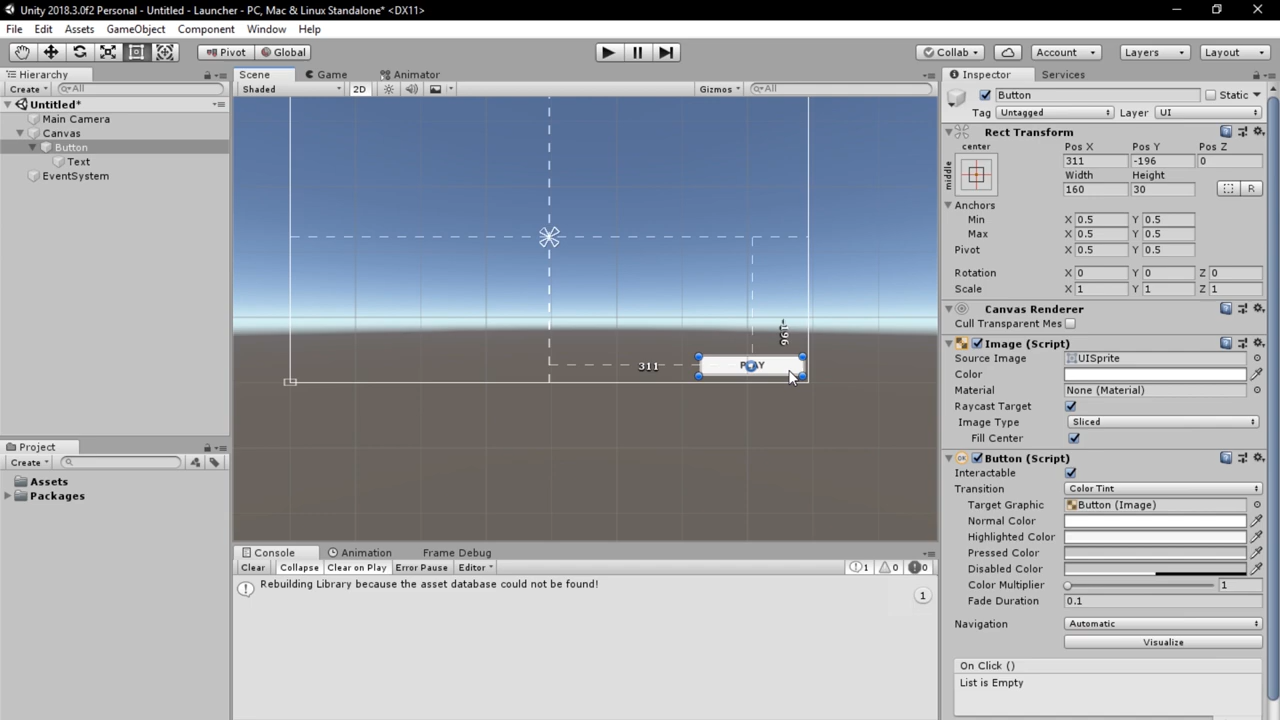 Unity 2018.3.0f2 Personal - Untitled - Launcher - PC, Mac & Linux Standalone* <DX11>
File Edit Assets GameObject Component Window Help
Pivot Global Collab Account Layers Layout
Hierarchy
Create All
Untitled*
Main Camera
Canvas
Button
Text
EventSystem
Project
Create
Assets
Packages
Scene Game Animator
Shaded 2D Gizmos All
-196
311
PLAY
Console Animation Frame Debug
Clear Collapse Clear on Play Error Pause Editor 1 0 0
Rebuilding Library because the asset database could not be found!
1
Inspector Services
Button Static
Tag Untagged Layer UI
Rect Transform
center Pos X Pos Y Pos Z
middle 311 -196 0
Width Height
160 30 R
Anchors
Min X 0.5 Y 0.5
Max X 0.5 Y 0.5
Pivot X 0.5 Y 0.5
Rotation X 0 Y 0 Z 0
Scale X 1 Y 1 Z 1
Canvas Renderer
Cull Transparent Mes
Image (Script)
Source Image UISprite
Color
Material None (Material)
Raycast Target
Image Type Sliced
Fill Center
OK Button (Script)
Interactable
Transition Color Tint
Target Graphic Button (Image)
Normal Color
Highlighted Color
Pressed Color
Disabled Color
Color Multiplier 1
Fade Duration 0.1
Navigation Automatic
Visualize
On Click ()
List is Empty